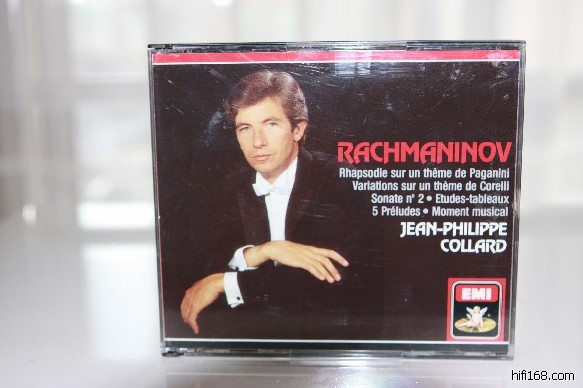 RACHMANINOV
Rhapsodie sur un thème de Paganini
Variations sur un thème de Corelli
Sonate n° 2 • Etudes-tableaux
5 Préludes • Moment musical
JEAN-PHILIPPE
COLLARD
EMI
hifi168.com